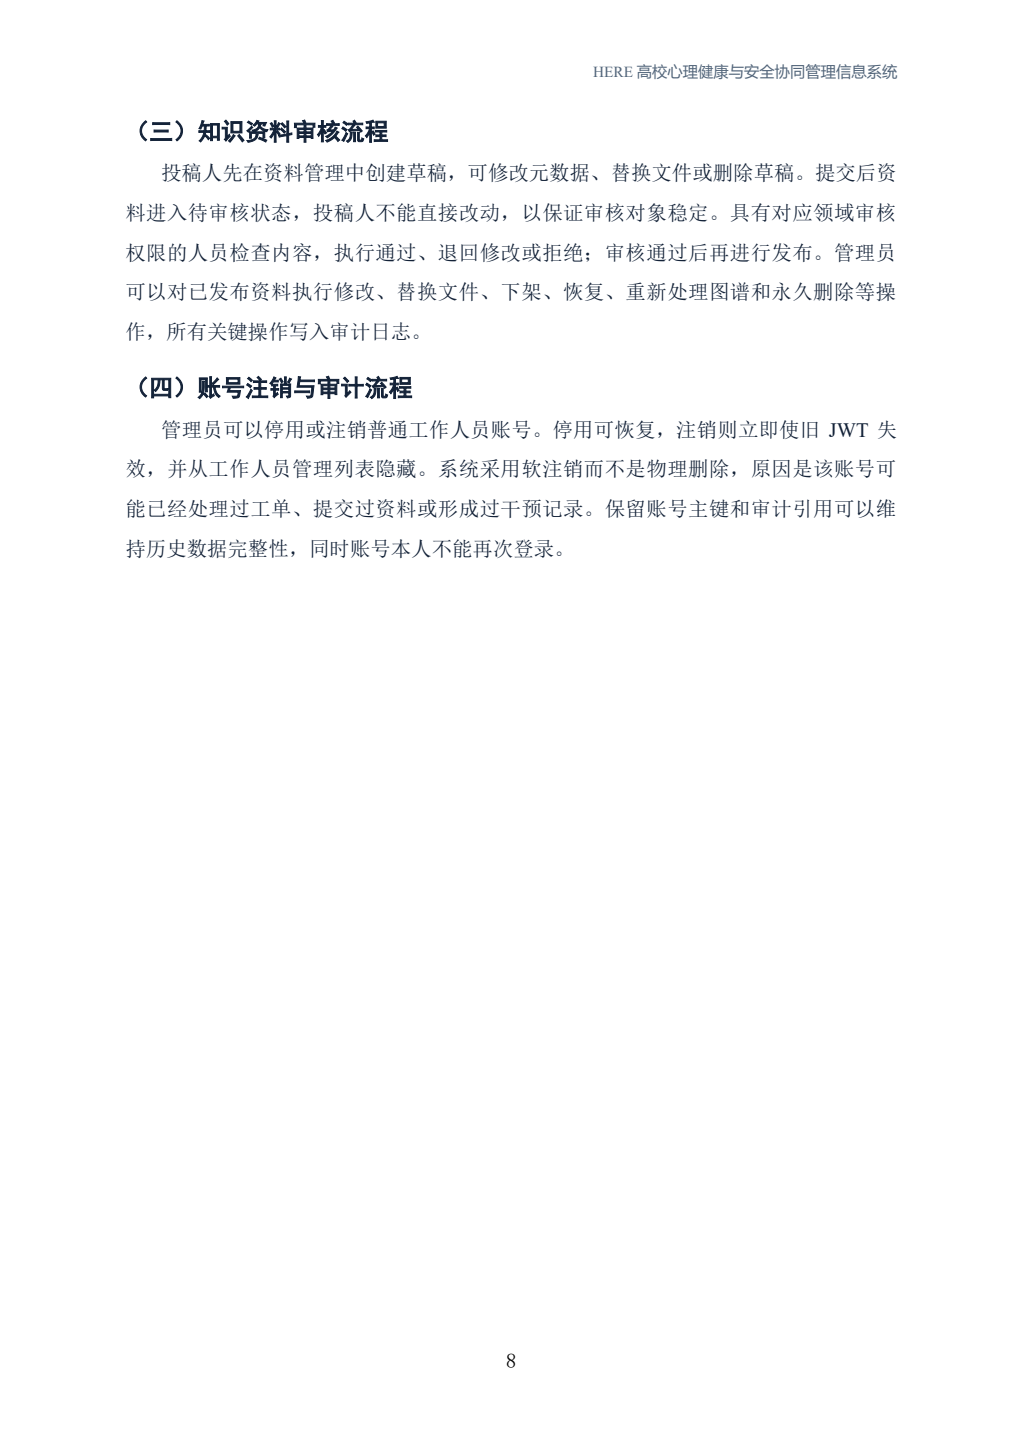 HERE 高校心理健康与安全协同管理信息系统
（三）知识资料审核流程
投稿人先在资料管理中创建草稿，可修改元数据、替换文件或删除草稿。提交后资
料进入待审核状态，投稿人不能直接改动，以保证审核对象稳定。具有对应领域审核
权限的人员检查内容，执行通过、退回修改或拒绝；审核通过后再进行发布。管理员
可以对已发布资料执行修改、替换文件、下架、恢复、重新处理图谱和永久删除等操
作，所有关键操作写入审计日志。
（四）账号注销与审计流程
管理员可以停用或注销普通工作人员账号。停用可恢复，注销则立即使旧 JWT 失
效，并从工作人员管理列表隐藏。系统采用软注销而不是物理删除，原因是该账号可
能已经处理过工单、提交过资料或形成过干预记录。保留账号主键和审计引用可以维
持历史数据完整性，同时账号本人不能再次登录。
8